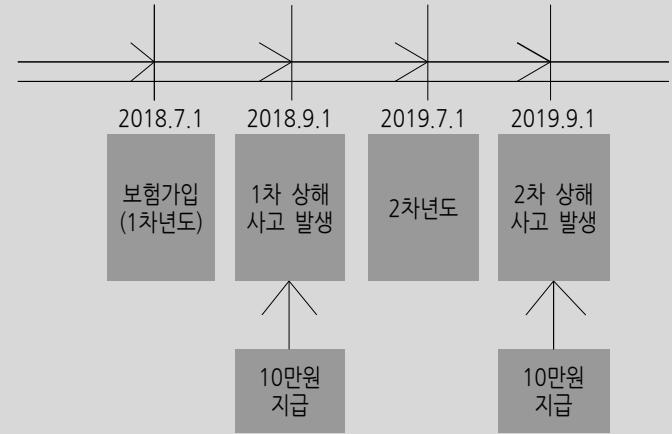 2018.7.1
2018.9.1
2019.7.1
2019.9.1
보험가입
(1차년도)
1차 상해
사고 발생
2차년도
2차 상해
사고 발생
10만원
지급
10만원
지급